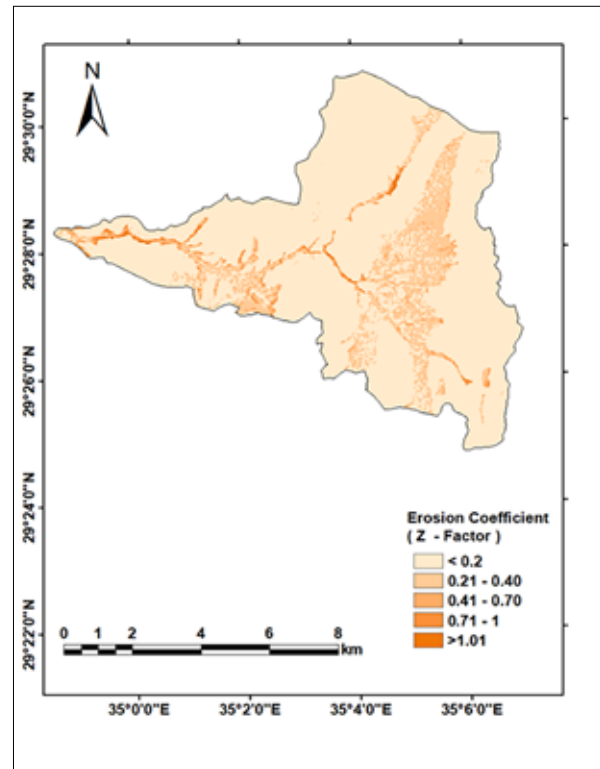 N
29°30'0"N
29°28'0"N
29°26'0"N
29°24'0"N
29°22'0"N
Erosion Coefficient
( Z - Factor )
< 0.2
0.21 - 0.40
0.41 - 0.70
0.71 - 1
>1.01
0 1 2 4 6 8
km
35°0'0"E 35°2'0"E 35°4'0"E 35°6'0"E